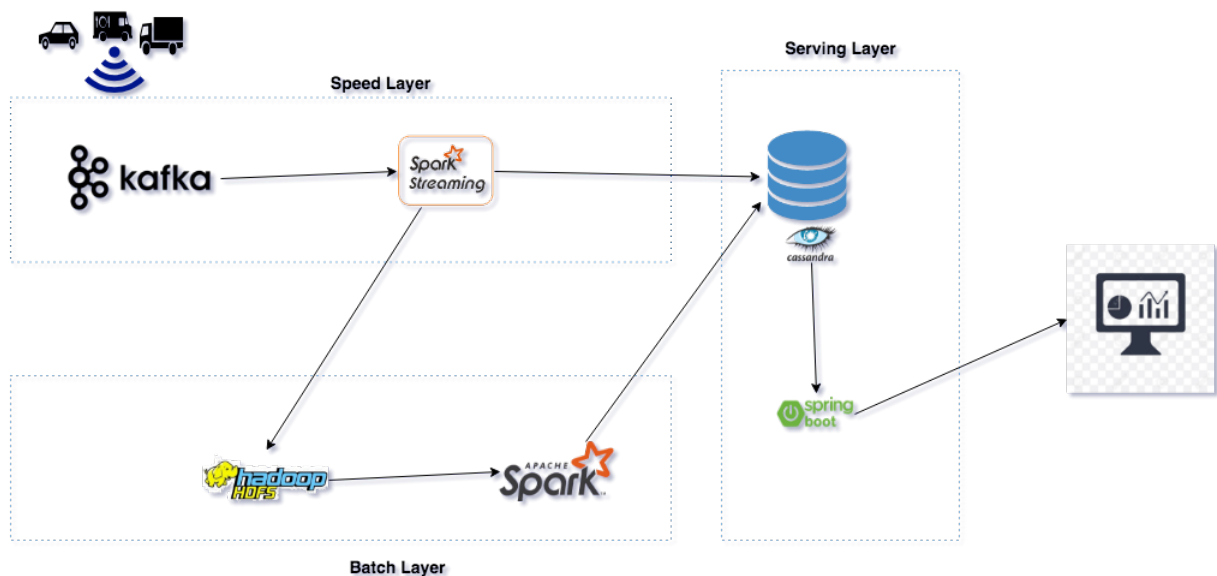 Serving Layer
Speed Layer
kafka
Spark
Streaming
cassandra
spring
boot
hadoop
HDFS
APACHE
Spark
Batch Layer